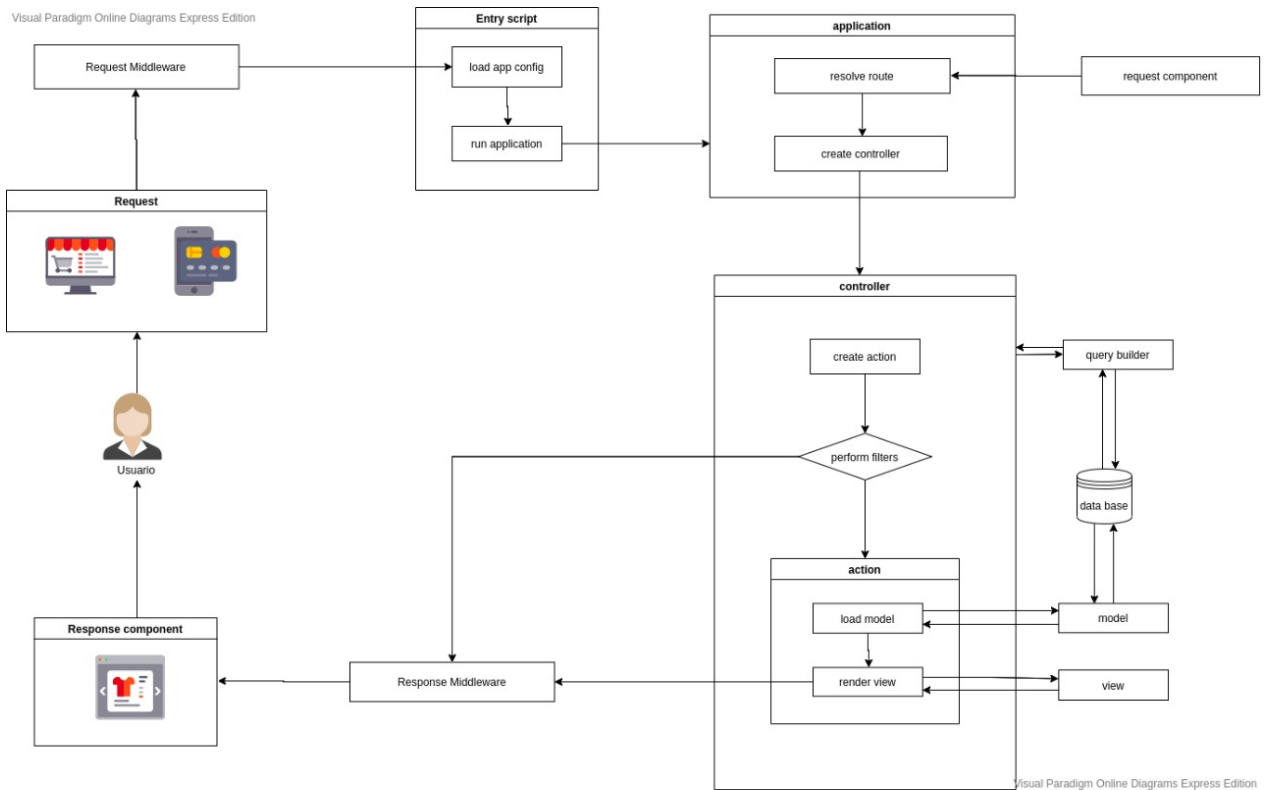 Visual Paradigm Online Diagrams Express Edition
Entry script
application
Request Middleware
load app config
resolve route
request component
run application
create controller
Request
controller
create action
query builder
perform filters
Usuario
data base
action
Response component
load model
model
Response Middleware
render view
view
Visual Paradigm Online Diagrams Express Edition